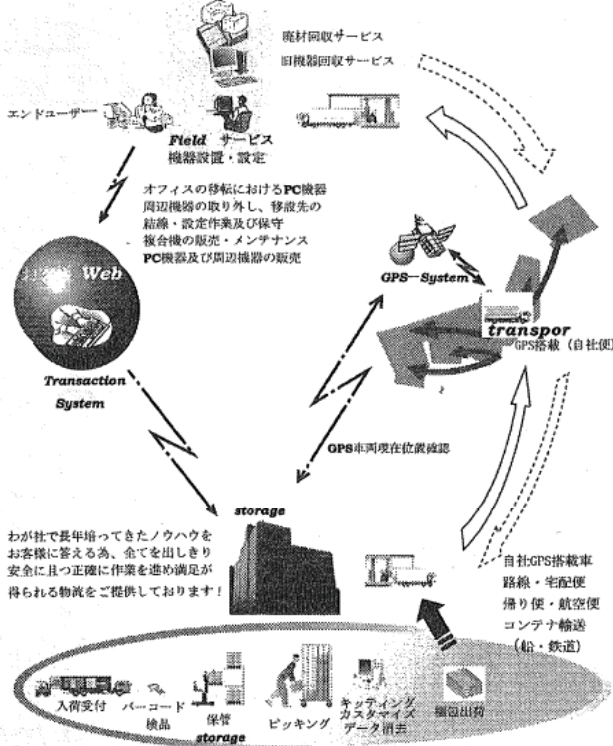 廃材回収サービス
旧機器回収サービス
エンドユーザー
Field サービス
機器設置・設定
オフィスの移転におけるPC機器
周辺機器の取り外し、移設先の
結線・設定作業及び保守
複合機の販売・メンテナンス
PC機器及び周辺機器の販売
Web
GPS－System
transpor
GPS搭載（自社便）
Transaction
System
GPS車両現在位置確認
storage
わが社で長年培ってきたノウハウを
お客様に答える為、全てを出しきり
安全に且つ正確に作業を進め満足が
得られる物流をご提供しております！
自社GPS搭載車
路線・宅配便
帰り便・航空便
コンテナ輸送
（船・鉄道）
入荷受付
バーコード
検品
保管
storage
ピッキング
キッティング
カスタマイズ
データ消去
梱包出荷